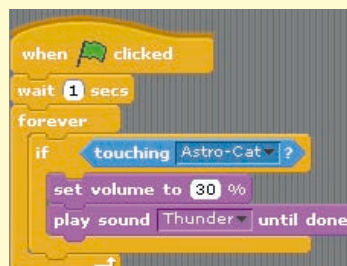 when clicked
wait 1 secs
forever
if touching Astro-Cat ?
set volume to 30 %
play sound Thunder until done